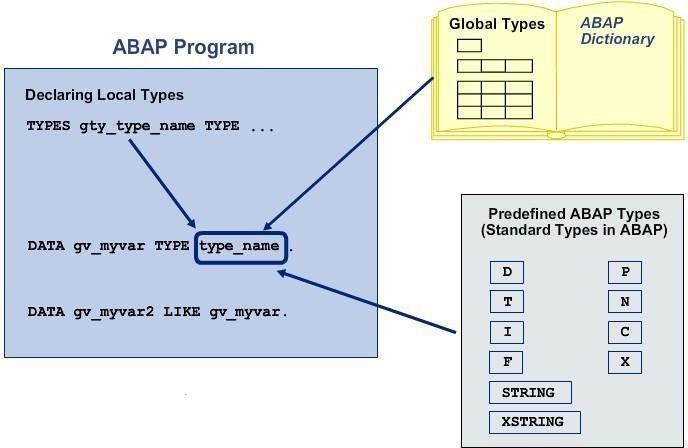 ABAP Program
Declaring Local Types
TYPES gty_type_name TYPE ...
DATA gv_myvar TYPE type_name .
DATA gv_myvar2 LIKE gv_myvar.
Global Types
ABAP
Dictionary
Predefined ABAP Types
(Standard Types in ABAP)
D P
T N
I C
F X
STRING
XSTRING